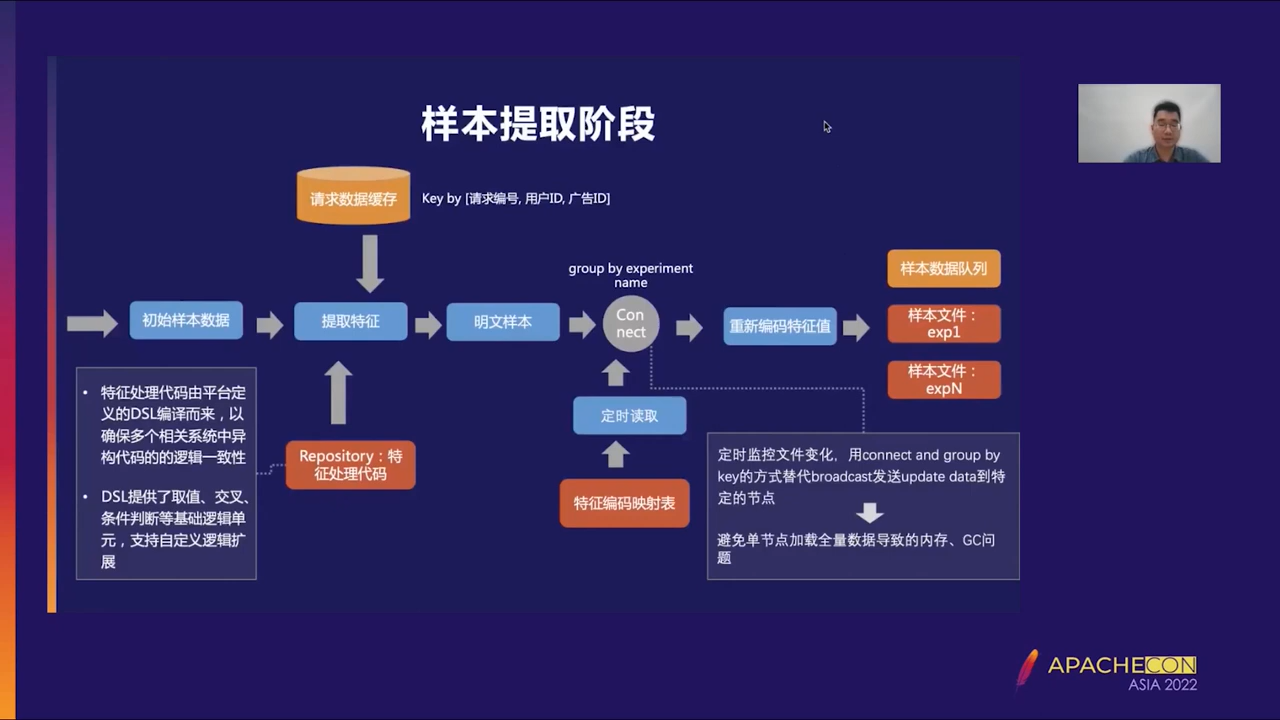 样本提取阶段
请求数据缓存
Key by [请求编号, 用户ID, 广告ID]
group by experiment
name
初始样本数据
提取特征
明文样本
Con
nect
重新编码特征值
样本数据队列
样本文件：
exp1
样本文件：
expN
• 特征处理代码由平台定
义的DSL编译而来，以
确保多个相关系统中异
构代码的的逻辑一致性
• DSL提供了取值、交叉、
条件判断等基础逻辑单
元，支持自定义逻辑扩
展
Repository：特
征处理代码
定时读取
特征编码映射表
定时监控文件变化，用connect and group by
key的方式替代broadcast发送update data到特
定的节点
避免单节点加载全量数据导致的内存、GC问
题
APACHECON
ASIA 2022